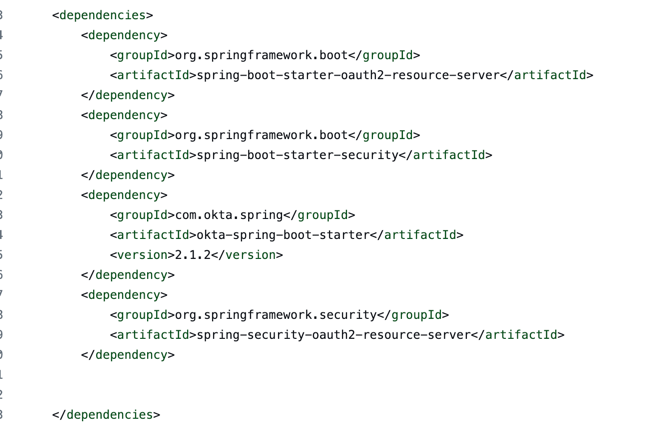 3    <dependencies>
4        <dependency>
5            <groupId>org.springframework.boot</groupId>
6            <artifactId>spring-boot-starter-oauth2-resource-server</artifactId>
7        </dependency>
8        <dependency>
9            <groupId>org.springframework.boot</groupId>
0            <artifactId>spring-boot-starter-security</artifactId>
1        </dependency>
2        <dependency>
3            <groupId>com.okta.spring</groupId>
4            <artifactId>okta-spring-boot-starter</artifactId>
5            <version>2.1.2</version>
6        </dependency>
7        <dependency>
8            <groupId>org.springframework.security</groupId>
9            <artifactId>spring-security-oauth2-resource-server</artifactId>
0        </dependency>
1
2
3    </dependencies>